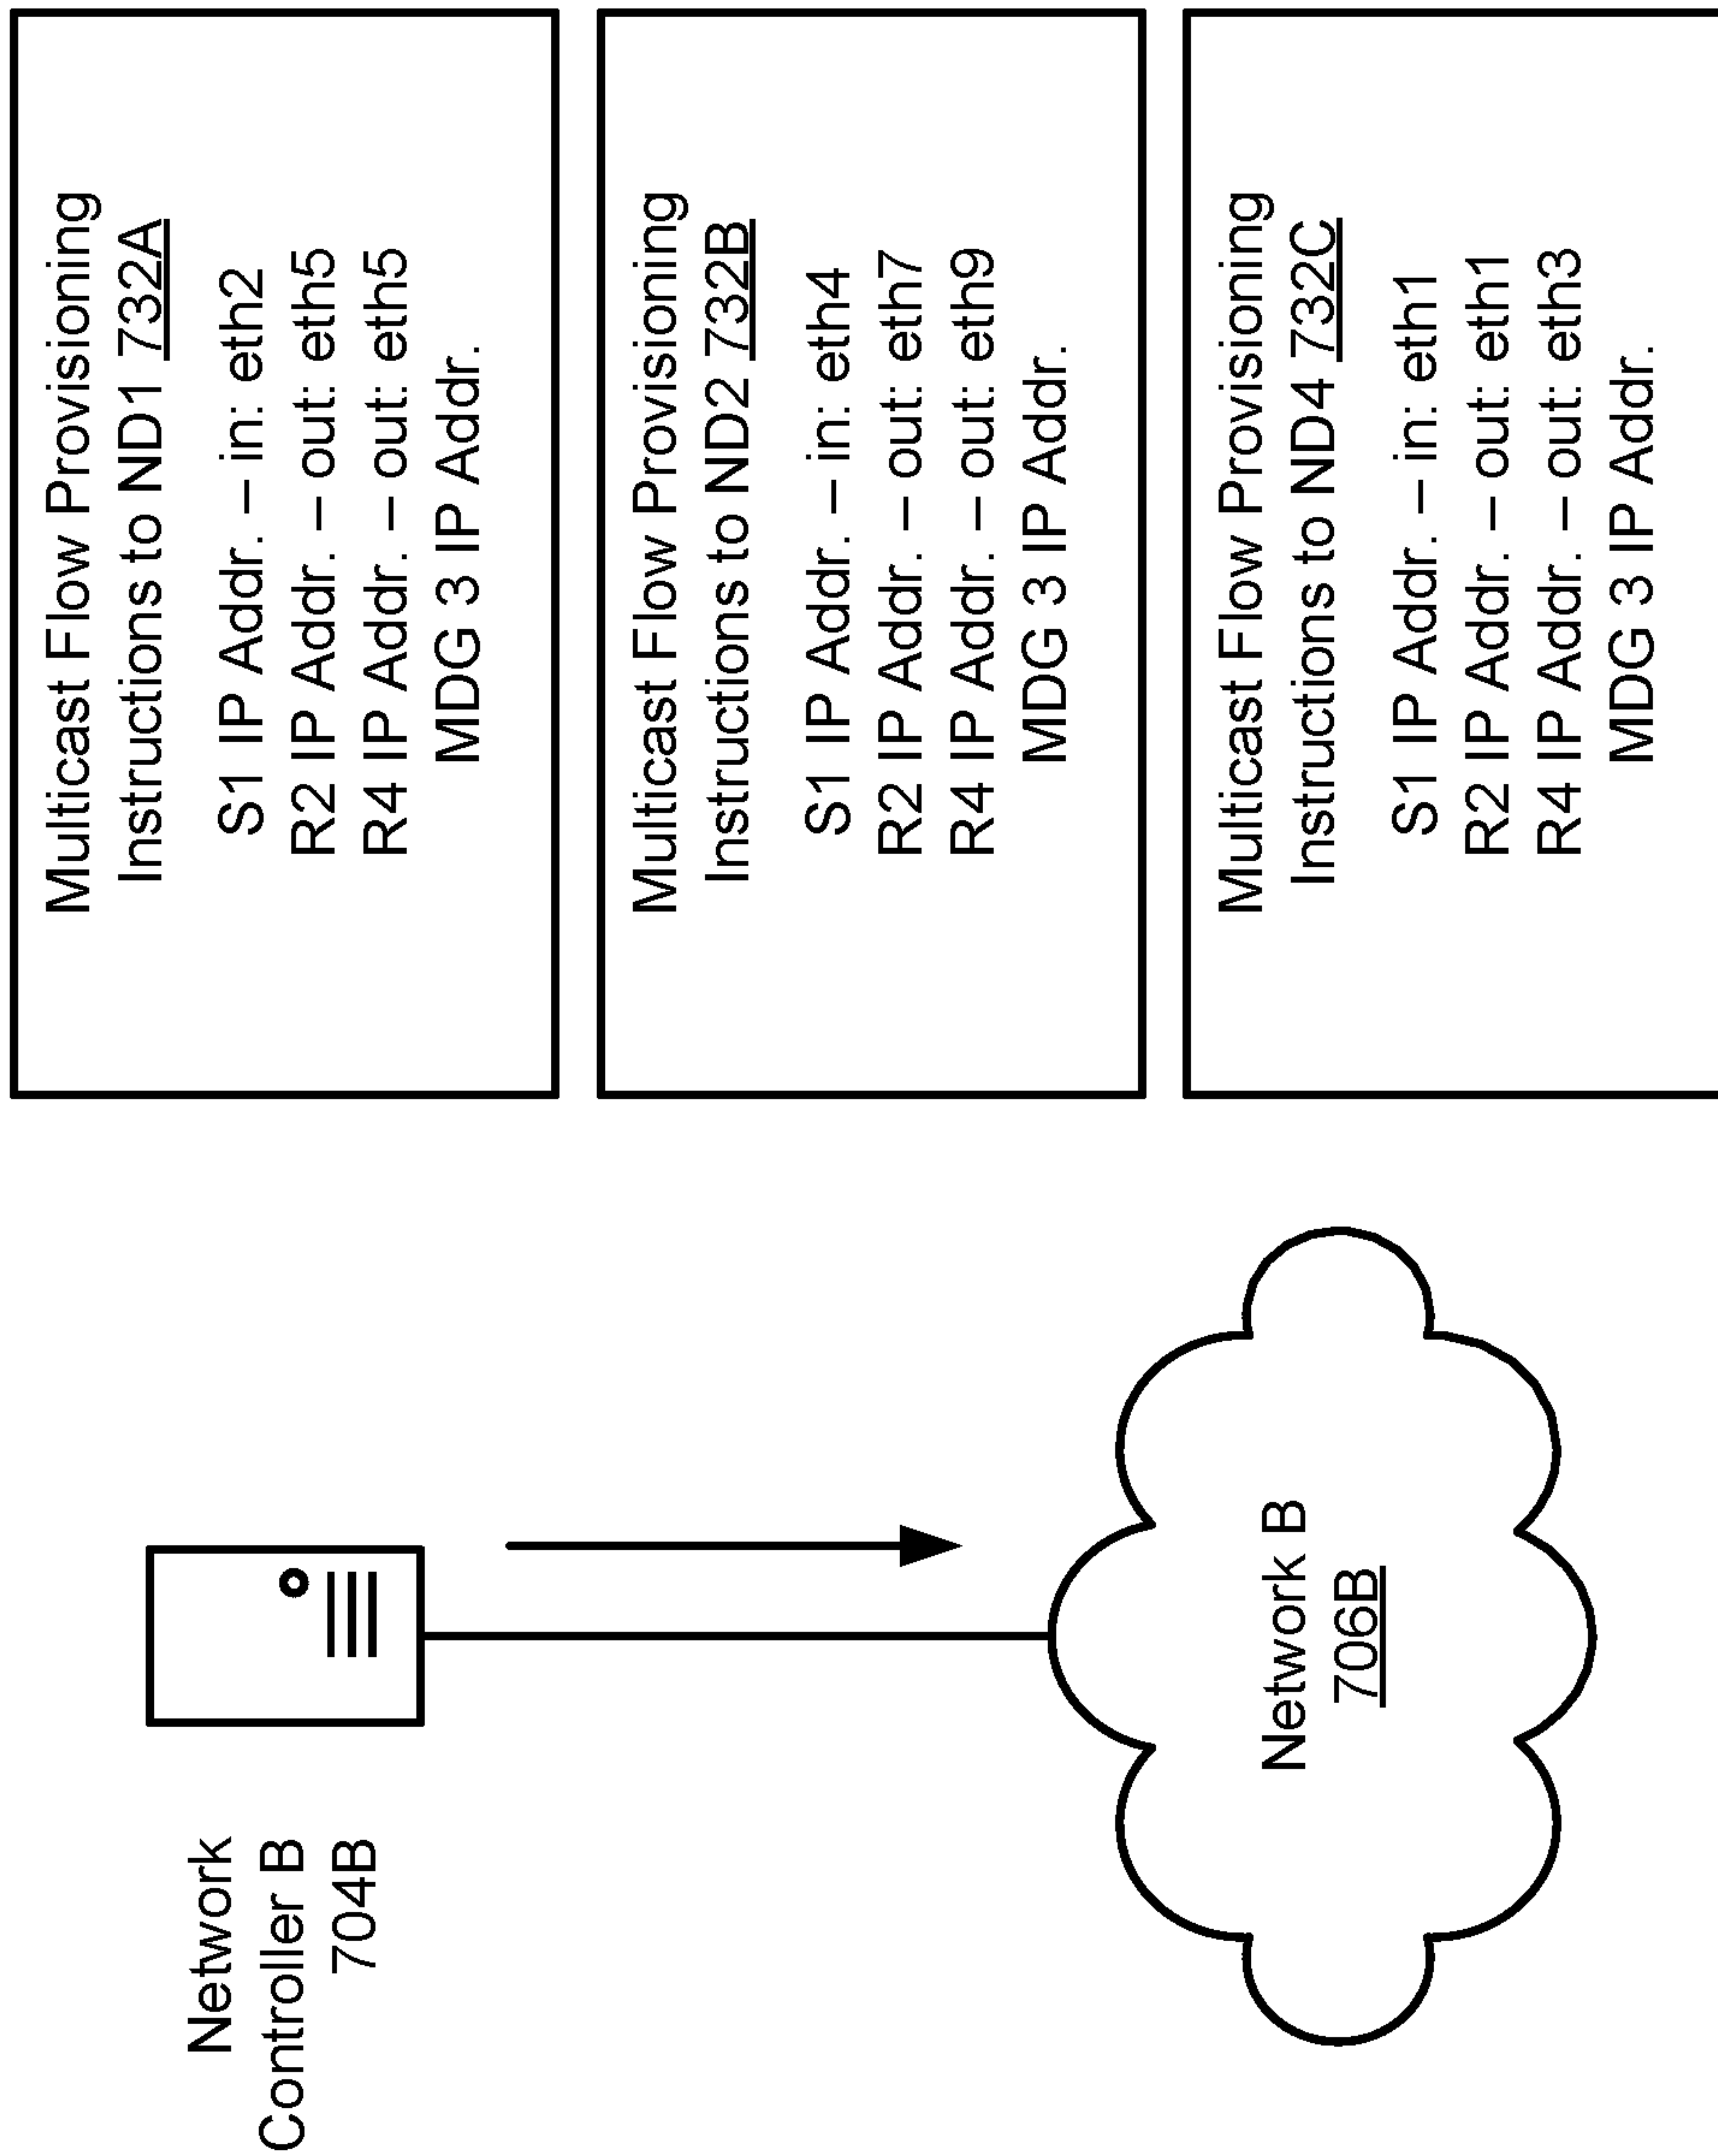 Network
Controller B
704B
Network B
706B
Multicast Flow Provisioning
Instructions to ND1 732A
S1 IP Addr. – in: eth2
R2 IP Addr. – out: eth5
R4 IP Addr. – out: eth5
MDG 3 IP Addr.
Multicast Flow Provisioning
Instructions to ND2 732B
S1 IP Addr. – in: eth4
R2 IP Addr. – out: eth7
R4 IP Addr. – out: eth9
MDG 3 IP Addr.
Multicast Flow Provisioning
Instructions to ND4 732C
S1 IP Addr. – in: eth1
R2 IP Addr. – out: eth1
R4 IP Addr. – out: eth3
MDG 3 IP Addr.